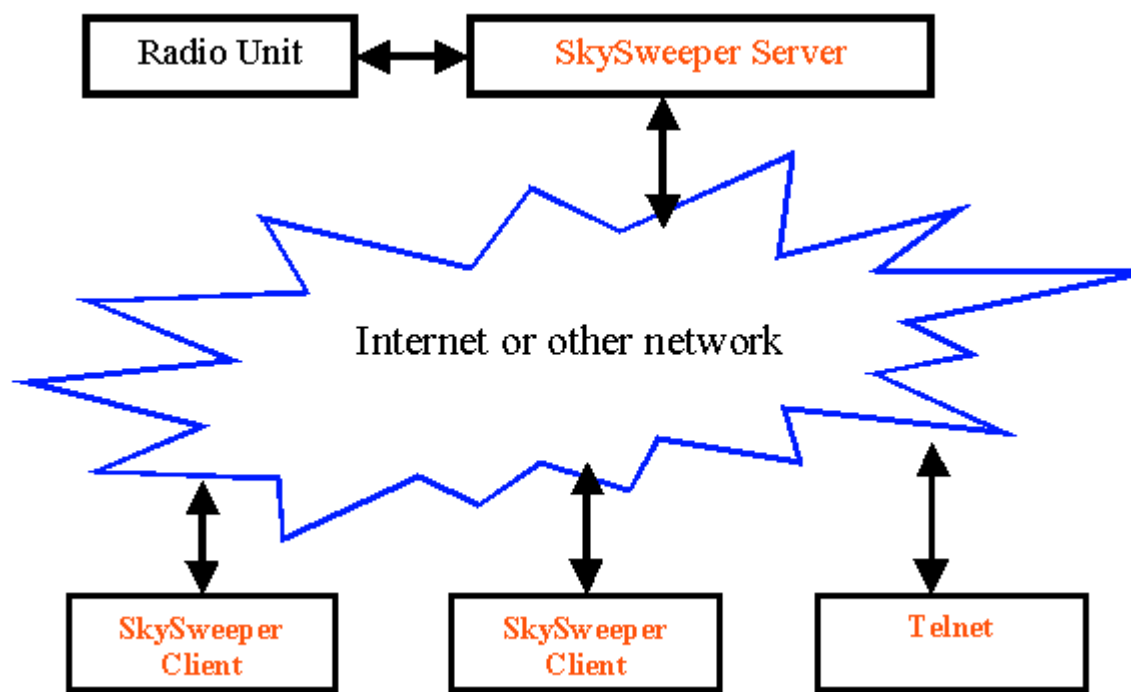 Radio Unit
SkySweeper Server
Internet or other network
SkySweeper
Client
SkySweeper
Client
Telnet